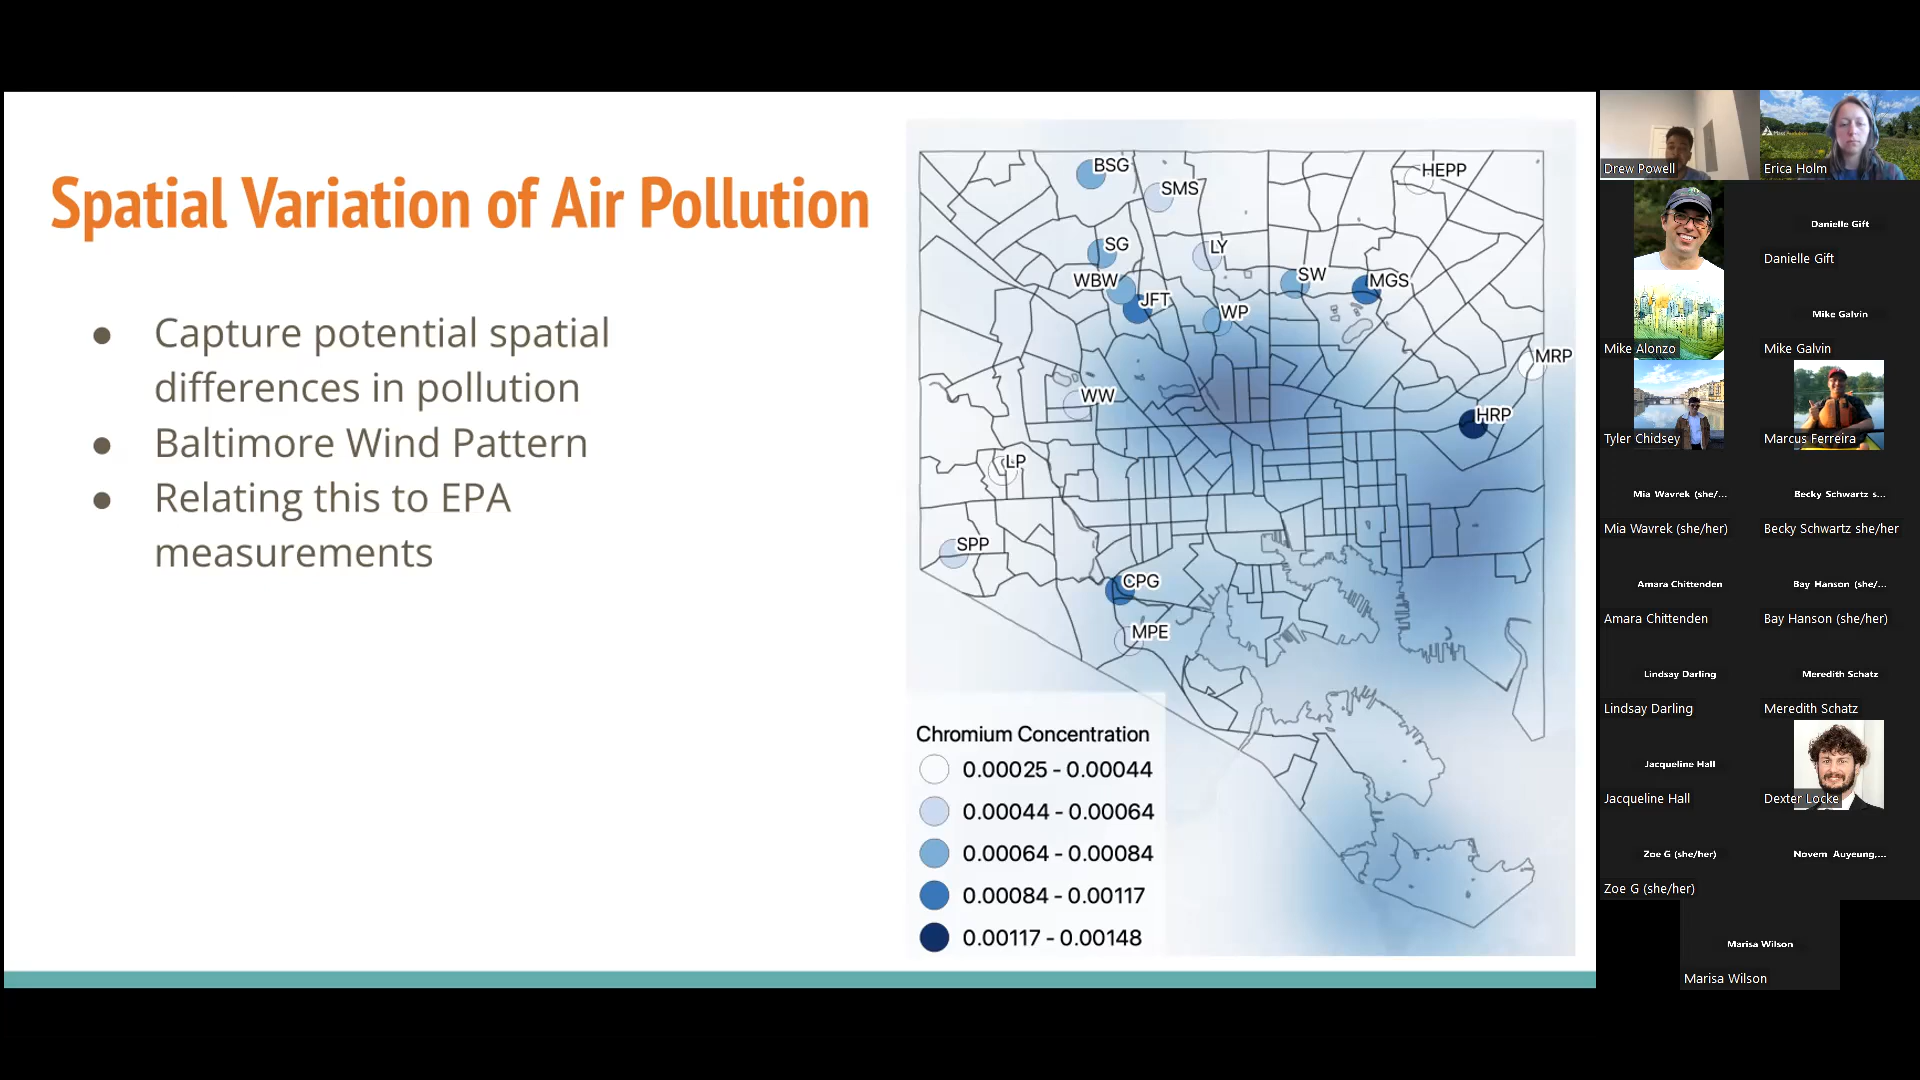 Spatial Variation of Air Pollution
● Capture potential spatial
differences in pollution
● Baltimore Wind Pattern
● Relating this to EPA
measurements
BSG
SMS
HEPP
SG
LY
WBW
SW
MGS
JFT
WP
MRP
WW
HRP
LP
SPP
CPG
MPE
Chromium Concentration
0.00025 - 0.00044
0.00044 - 0.00064
0.00064 - 0.00084
0.00084 - 0.00117
0.00117 - 0.00148
Drew Powell
Erica Holm
Danielle Gift
Danielle Gift
Mike Galvin
Mike Alonzo
Mike Galvin
Tyler Chidsey
Marcus Ferreira
Mia Wavrek (she/...
Becky Schwartz s...
Mia Wavrek (she/her)
Becky Schwartz she/her
Amara Chittenden
Bay Hanson (she/...
Amara Chittenden
Bay Hanson (she/her)
Lindsay Darling
Meredith Schatz
Lindsay Darling
Meredith Schatz
Jacqueline Hall
Jacqueline Hall
Dexter Locke
Zoe G (she/her)
Novem Auyeung,...
Zoe G (she/her)
Marisa Wilson
Marisa Wilson